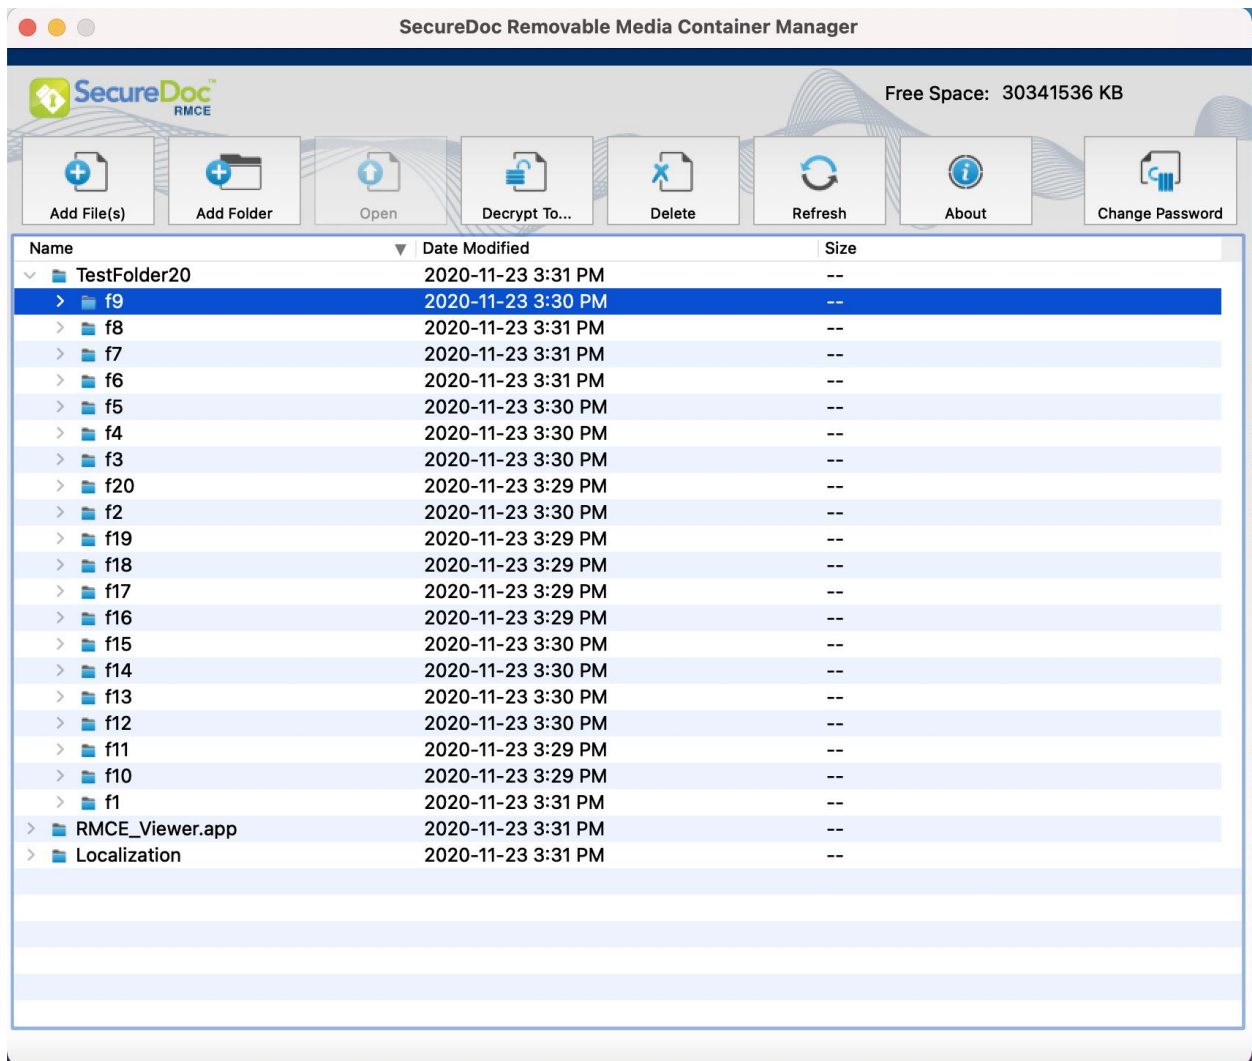 SecureDoc Removable Media Container Manager
SecureDoc™
RMCE
Free Space: 30341536 KB
Add File(s) Add Folder Open Decrypt To... Delete Refresh About Change Password
Name Date Modified Size
TestFolder20 2020-11-23 3:31 PM --
f9 2020-11-23 3:30 PM --
f8 2020-11-23 3:31 PM --
f7 2020-11-23 3:31 PM --
f6 2020-11-23 3:31 PM --
f5 2020-11-23 3:30 PM --
f4 2020-11-23 3:30 PM --
f3 2020-11-23 3:30 PM --
f20 2020-11-23 3:29 PM --
f2 2020-11-23 3:30 PM --
f19 2020-11-23 3:29 PM --
f18 2020-11-23 3:29 PM --
f17 2020-11-23 3:29 PM --
f16 2020-11-23 3:29 PM --
f15 2020-11-23 3:30 PM --
f14 2020-11-23 3:30 PM --
f13 2020-11-23 3:30 PM --
f12 2020-11-23 3:30 PM --
f11 2020-11-23 3:29 PM --
f10 2020-11-23 3:29 PM --
f1 2020-11-23 3:31 PM --
RMCE_Viewer.app 2020-11-23 3:31 PM --
Localization 2020-11-23 3:31 PM --